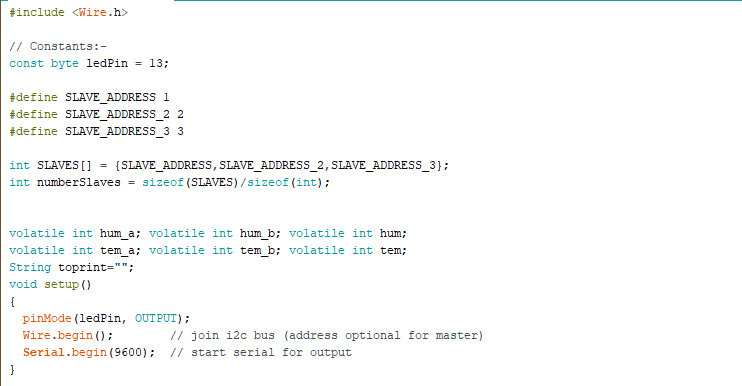 #include <Wire.h>
// Constants:-
const byte ledPin = 13;
#define SLAVE_ADDRESS 1
#define SLAVE_ADDRESS_2 2
#define SLAVE_ADDRESS_3 3
int SLAVES[] = {SLAVE_ADDRESS,SLAVE_ADDRESS_2,SLAVE_ADDRESS_3};
int numberSlaves = sizeof(SLAVES)/sizeof(int);
volatile int hum_a; volatile int hum_b; volatile int hum;
volatile int tem_a; volatile int tem_b; volatile int tem;
String toprint="";
void setup()
{
  pinMode(ledPin, OUTPUT);
  Wire.begin();        // join i2c bus (address optional for master)
  Serial.begin(9600);  // start serial for output
}